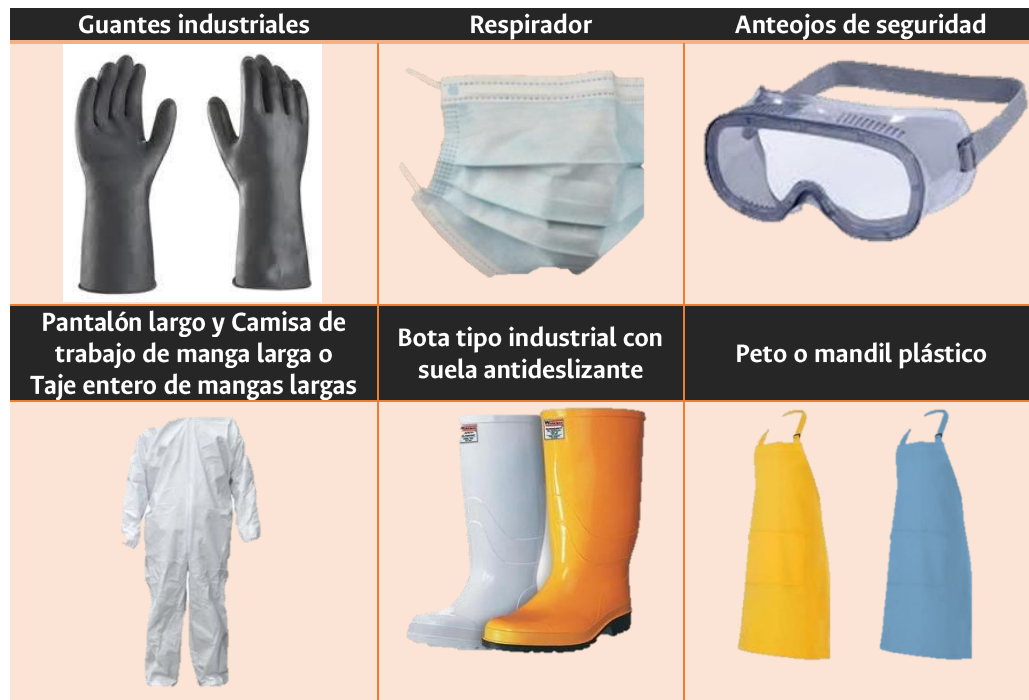 Guantes industriales
Respirador
Anteojos de seguridad
Pantalón largo y Camisa de
trabajo de manga larga o
Taje entero de mangas largas
Bota tipo industrial con
suela antideslizante
Peto o mandil plástico